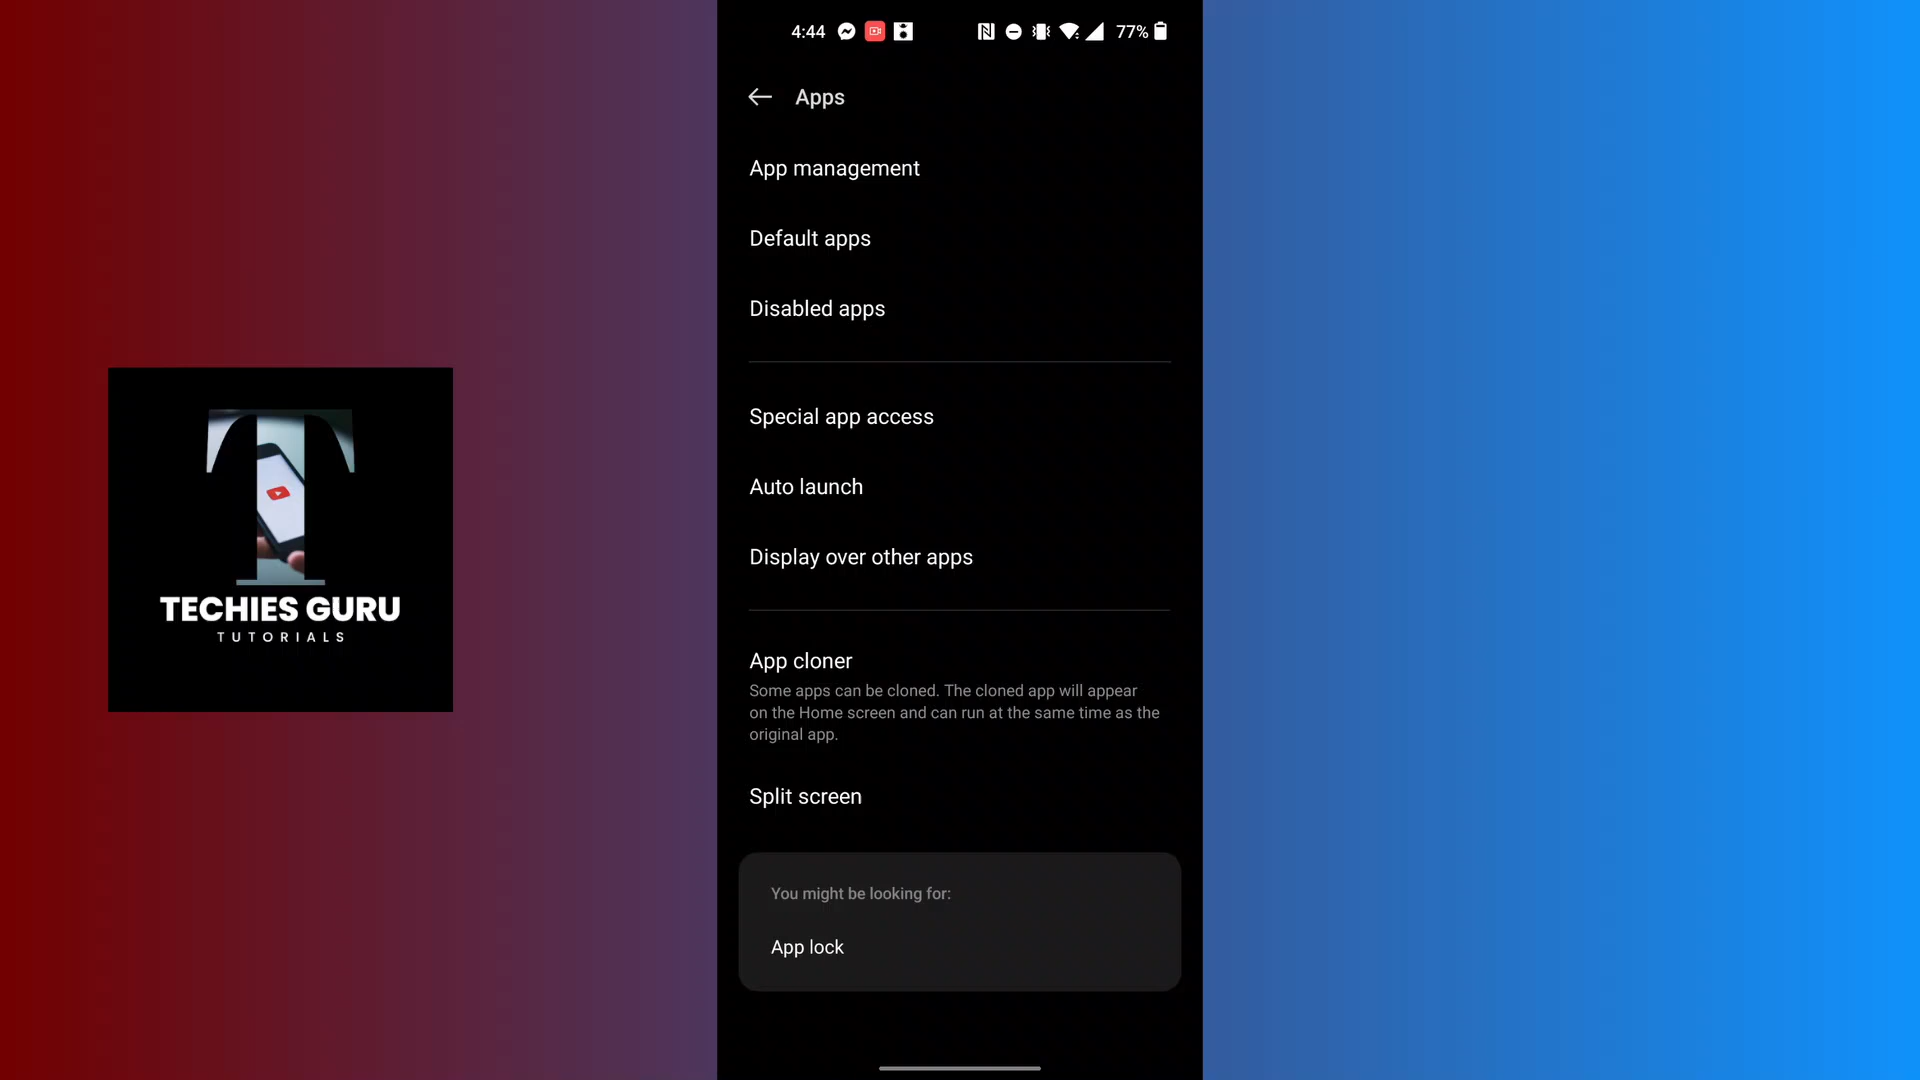 4:44
77%
Apps
App management
Default apps
Disabled apps
Special app access
Auto launch
Display over other apps
App cloner
Some apps can be cloned. The cloned app will appear
on the Home screen and can run at the same time as the
original app.
Split screen
You might be looking for:
App lock
TECHIES GURU
TUTORIALS